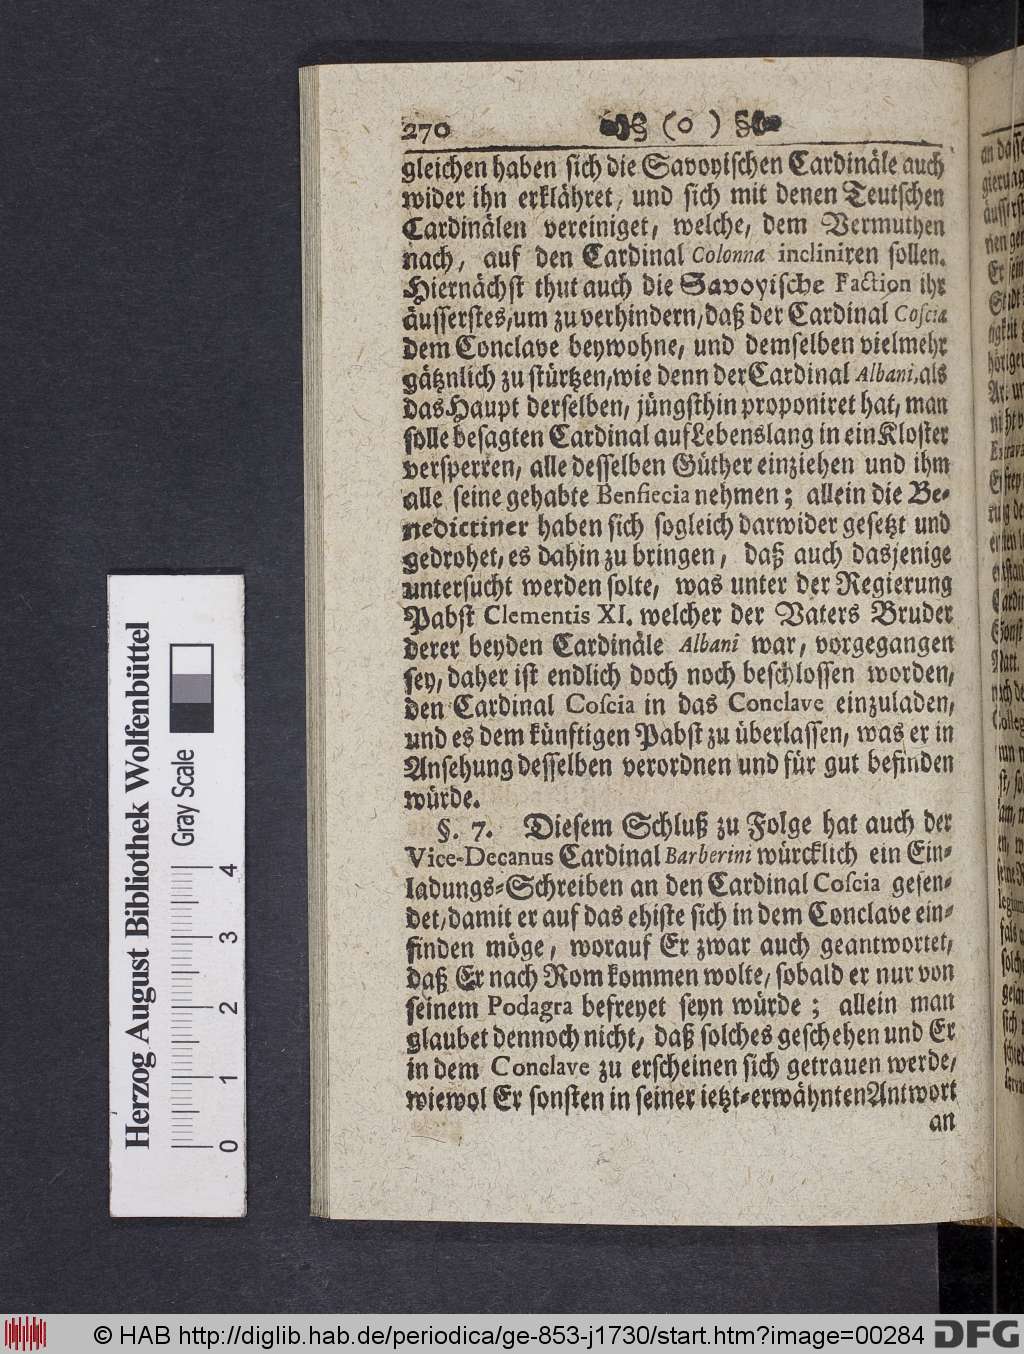 270 ( o )
gleichen haben sich die Savoyischen Cardinäle auch
wider ihn erklähret, und sich mit denen Teutschen
Cardinälen vereiniget, welche, dem Vermuthen
nach, auf den Cardinal Colonna incliniren sollen.
Hiernächst thut auch die Savoyische Faction ihr
äusserstes, um zu verhindern, daß der Cardinal Coscia
dem Conclave beywohne, und demselben vielmehr
gätznlich zu stürtzen, wie denn der Cardinal Albani, als
das Haupt derselben, jüngsthin proponiret hat, man
solle besagten Cardinal auf Lebenslang in ein Kloster
versperren, alle desselben Güther einziehen und ihm
alle seine gehabte Benfiecia nehmen; allein die Be-
nedictiner haben sich sogleich darwider gesetzt und
gedrohet, es dahin zu bringen, daß auch dasjenige
untersucht werden solte, was unter der Regierung
Pabst Clementis XI. welcher der Vaters Bruder
derer beyden Cardinäle Albani war, vorgegangen
sey, daher ist endlich doch noch beschlossen worden,
den Cardinal Coscia in das Conclave einzuladen,
und es dem künftigen Pabst zu überlassen, was er in
Ansehung desselben verordnen und für gut befinden
würde.
§. 7. Diesem Schluß zu Folge hat auch der
Vice-Decanus Cardinal Barberini würcklich ein Ein-
ladungs-Schreiben an den Cardinal Coscia gesen-
det, damit er auf das ehiste sich in dem Conclave ein-
finden möge, worauf Er zwar auch geantwortet,
daß Er nach Rom kommen wolte, sobald er nur von
seinem Podagra befreyet seyn würde; allein man
glaubet dennoch nicht, daß solches geschehen und Er
in dem Conclave zu erscheinen sich getrauen werde,
wiewol Er sonsten in seiner ietzt-erwähnten Antwort
an
Herzog August Bibliothek Wolfenbüttel
Gray Scale
0 1 2 3 4
© HAB http://diglib.hab.de/periodica/ge-853-j1730/start.htm?image=00284 DFG